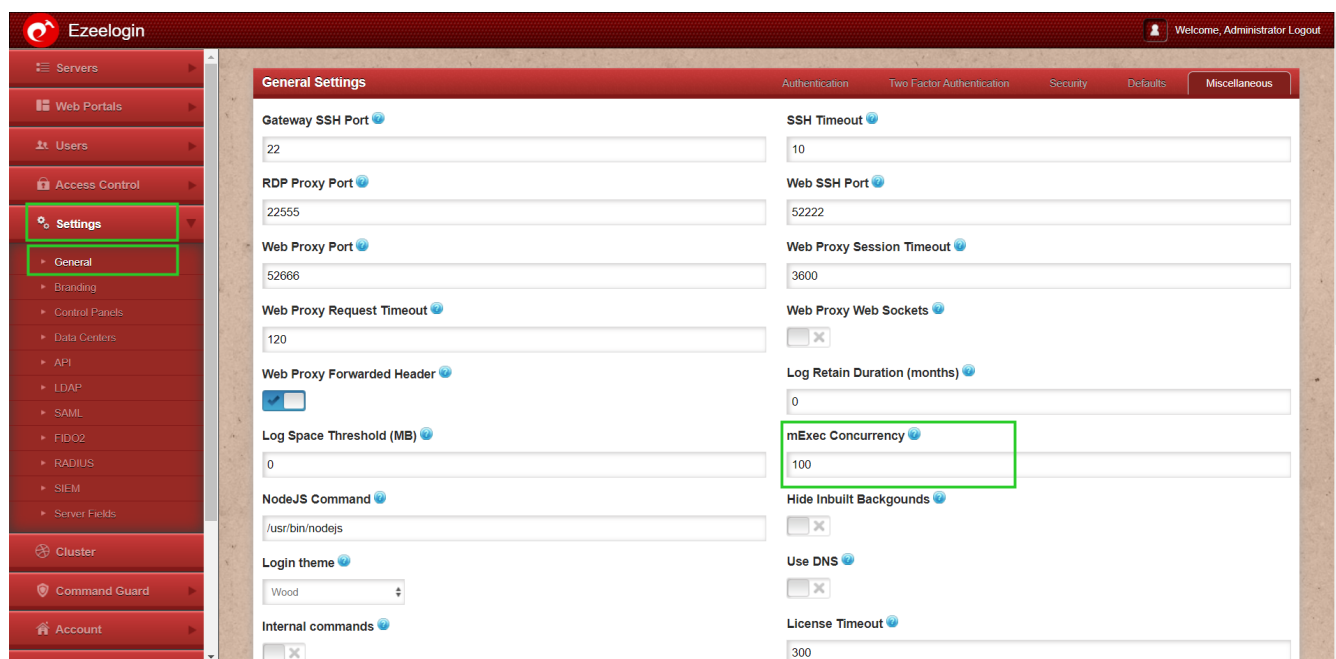 Ezeelogin
Welcome, Administrator Logout
Servers
Web Portals
Users
Access Control
Settings
General
Branding
Control Panels
Data Centers
API
LDAP
SAML
FIDO2
RADIUS
SIEM
Server Fields
Cluster
Command Guard
Account
General Settings
Authentication
Two Factor Authentication
Security
Defaults
Miscellaneous
Gateway SSH Port
22
SSH Timeout
10
RDP Proxy Port
22555
Web SSH Port
52222
Web Proxy Port
52666
Web Proxy Session Timeout
3600
Web Proxy Request Timeout
120
Web Proxy Web Sockets
Web Proxy Forwarded Header
Log Retain Duration (months)
0
Log Space Threshold (MB)
0
mExec Concurrency
100
NodeJS Command
/usr/bin/nodejs
Hide Inbuilt Backgounds
Login theme
Wood
Use DNS
Internal commands
License Timeout
300